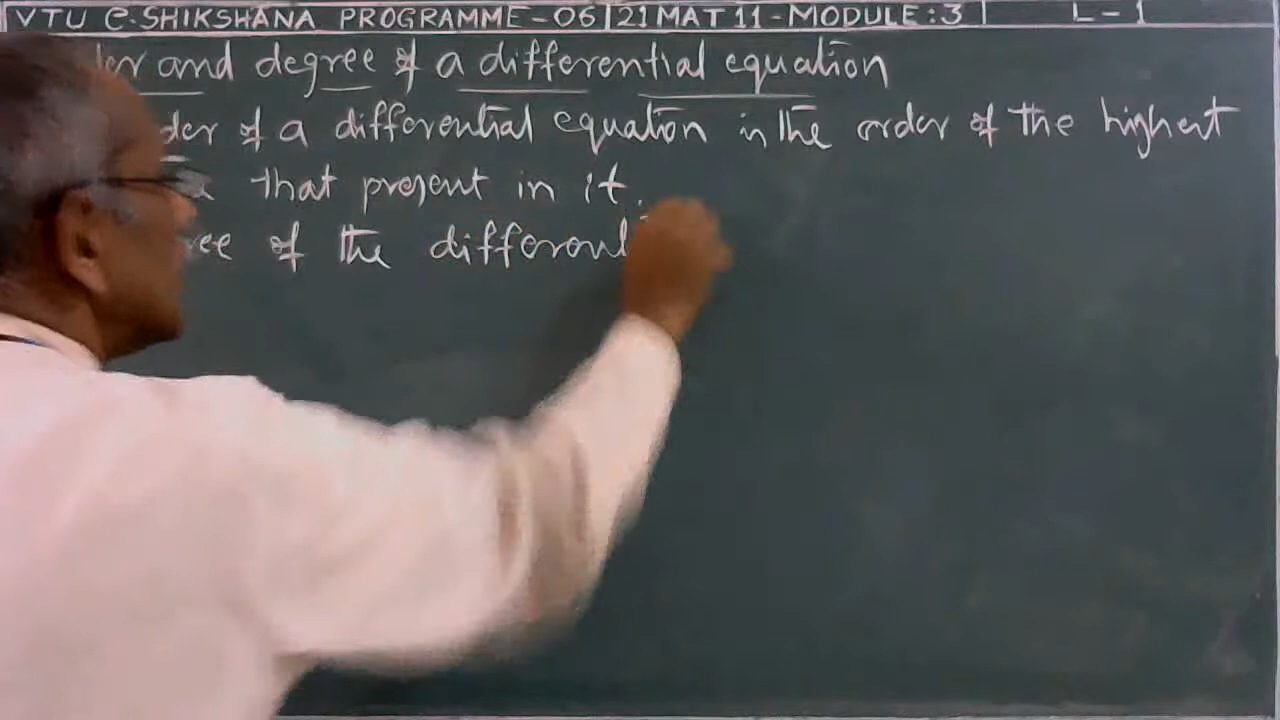 VTU e-SHIKSHANA PROGRAMME-06 21MAT11-MODULE:3 L-1
and degree of a differential equation
of a differential equation is the order of the highest
that present in it.
of the